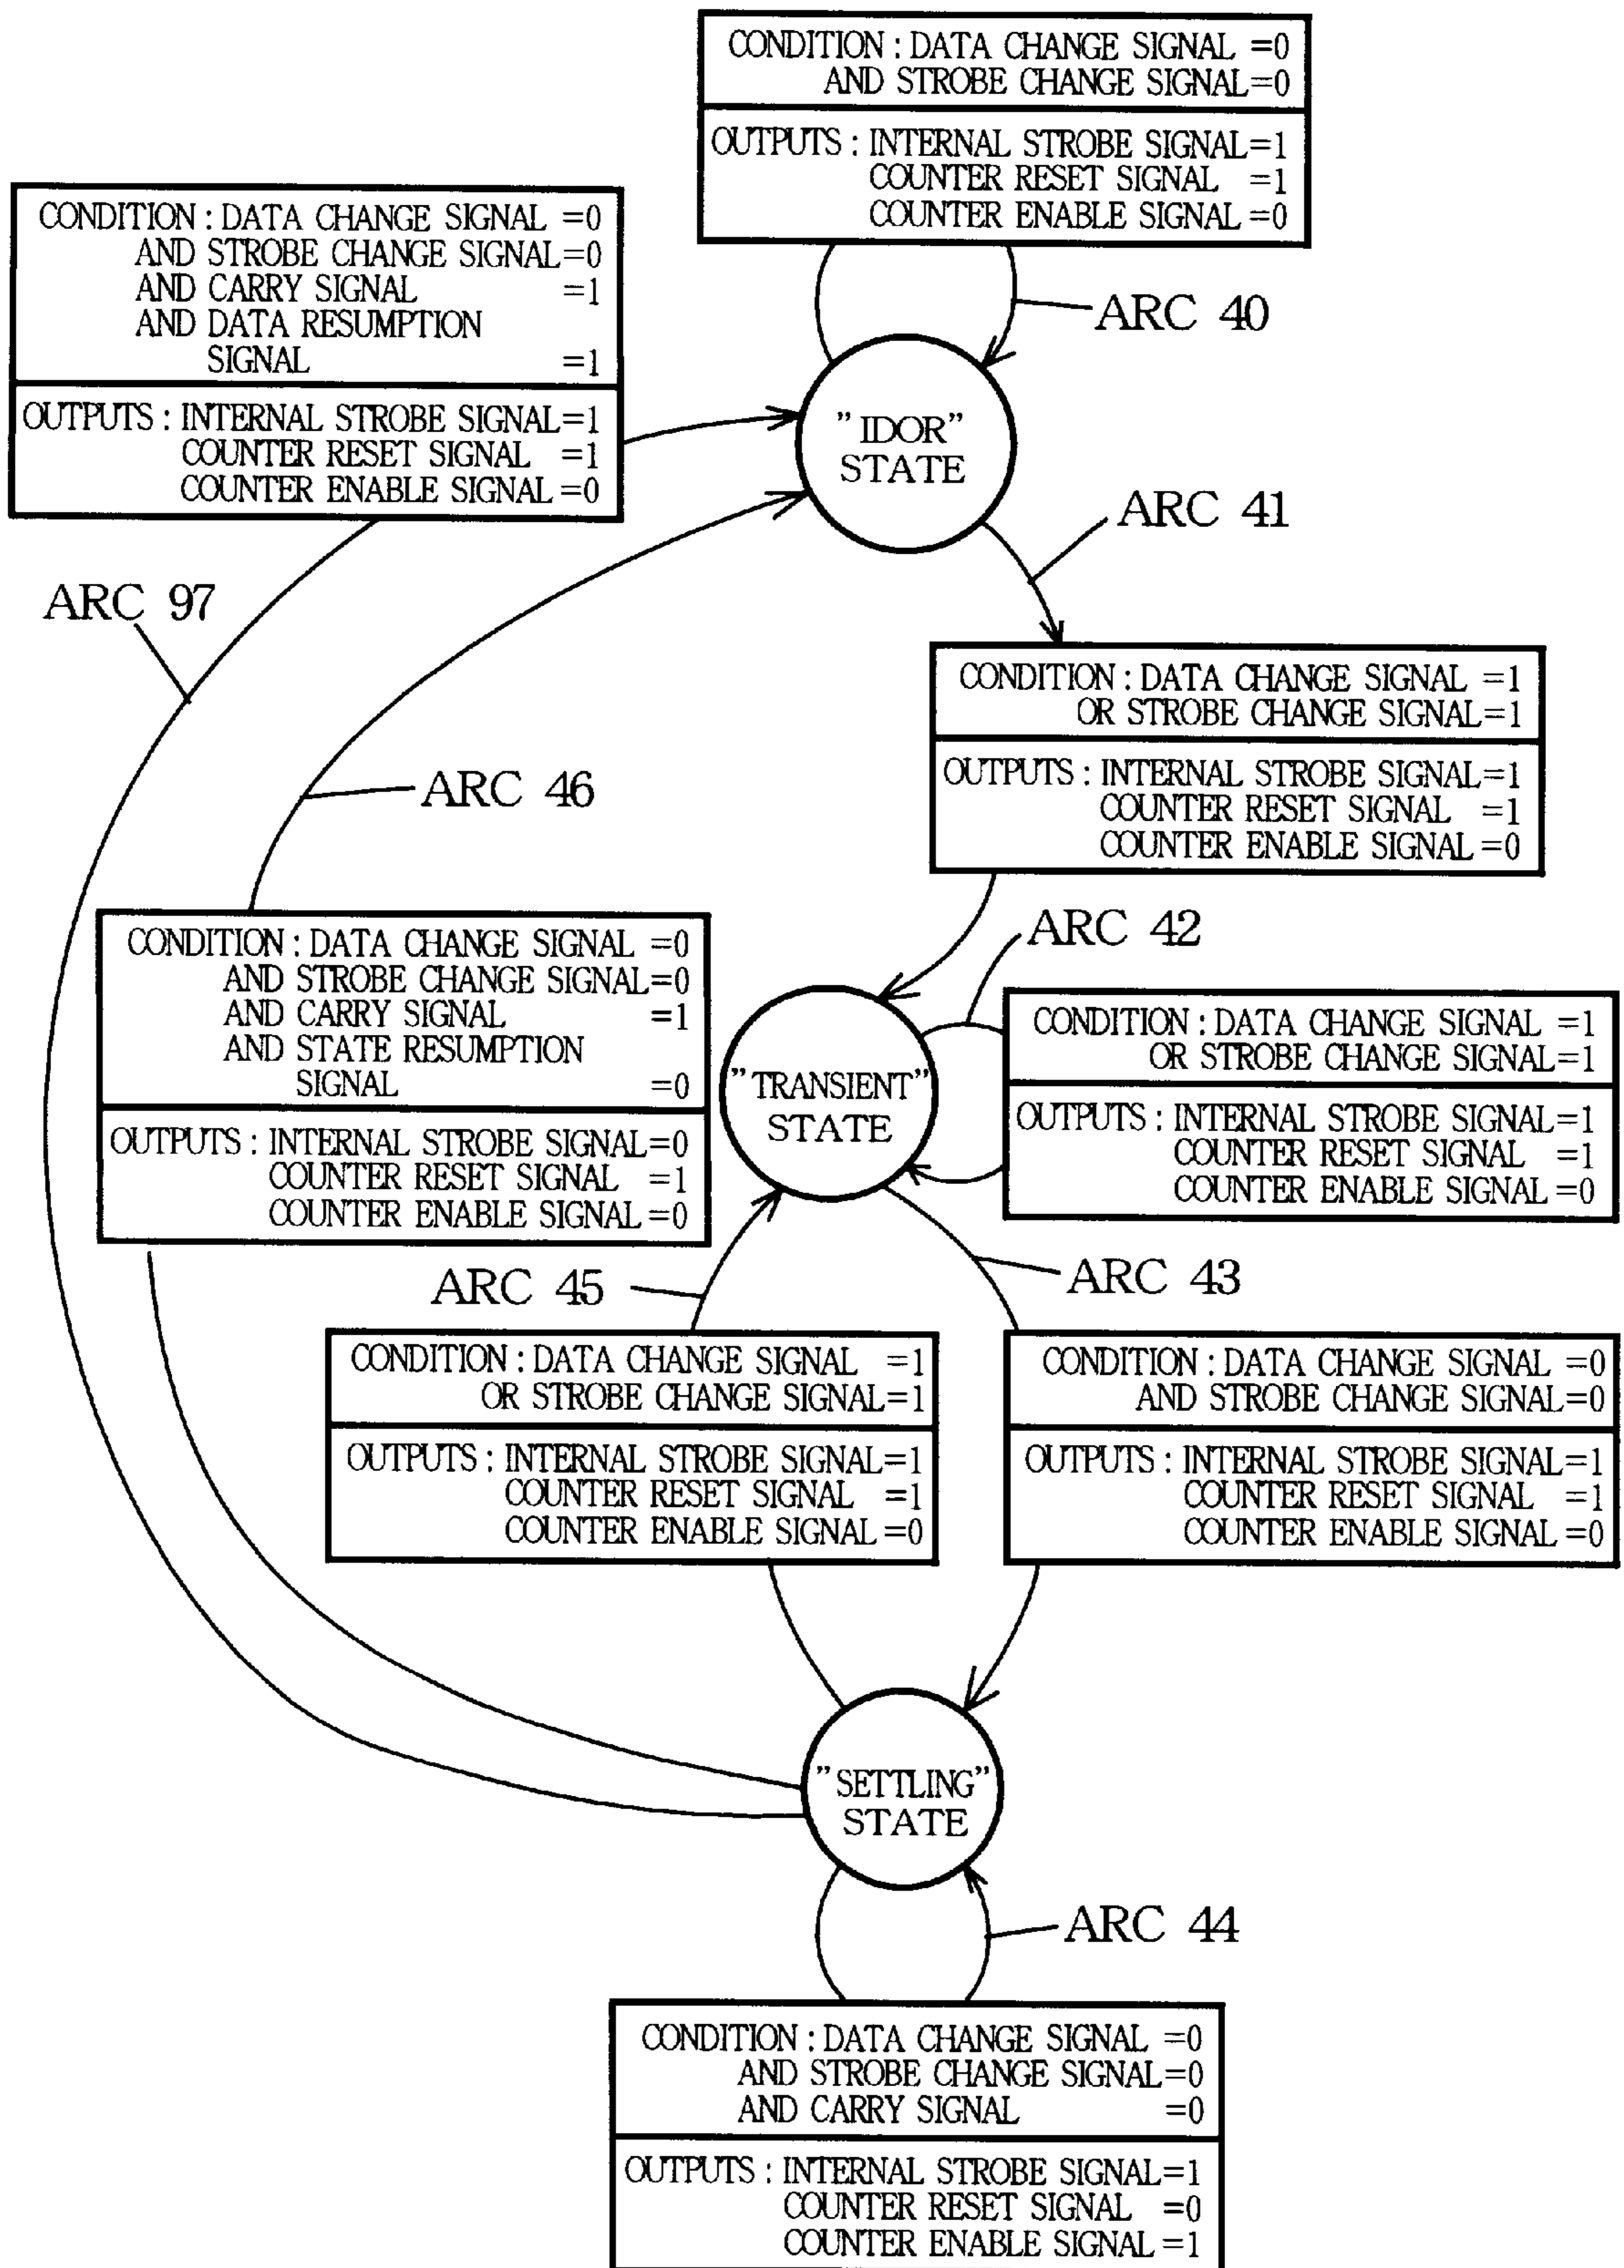 CONDITION : DATA CHANGE SIGNAL =0
AND STROBE CHANGE SIGNAL=0
OUTPUTS : INTERNAL STROBE SIGNAL=1
COUNTER RESET SIGNAL =1
COUNTER ENABLE SIGNAL=0
ARC 40
CONDITION : DATA CHANGE SIGNAL =0
AND STROBE CHANGE SIGNAL=0
AND CARRY SIGNAL =1
AND DATA RESUMPTION
SIGNAL =1
OUTPUTS : INTERNAL STROBE SIGNAL=1
COUNTER RESET SIGNAL =1
COUNTER ENABLE SIGNAL=0
"IDOR"
STATE
ARC 41
ARC 97
CONDITION : DATA CHANGE SIGNAL =1
OR STROBE CHANGE SIGNAL=1
OUTPUTS : INTERNAL STROBE SIGNAL=1
COUNTER RESET SIGNAL =1
COUNTER ENABLE SIGNAL=0
ARC 46
ARC 42
CONDITION : DATA CHANGE SIGNAL =0
AND STROBE CHANGE SIGNAL=0
AND CARRY SIGNAL =1
AND STATE RESUMPTION
SIGNAL =0
OUTPUTS : INTERNAL STROBE SIGNAL=0
COUNTER RESET SIGNAL =1
COUNTER ENABLE SIGNAL=0
"TRANSIENT"
STATE
CONDITION : DATA CHANGE SIGNAL =1
OR STROBE CHANGE SIGNAL=1
OUTPUTS : INTERNAL STROBE SIGNAL=1
COUNTER RESET SIGNAL =1
COUNTER ENABLE SIGNAL=0
ARC 45
ARC 43
CONDITION : DATA CHANGE SIGNAL =1
OR STROBE CHANGE SIGNAL=1
OUTPUTS : INTERNAL STROBE SIGNAL=1
COUNTER RESET SIGNAL =1
COUNTER ENABLE SIGNAL=0
CONDITION : DATA CHANGE SIGNAL =0
AND STROBE CHANGE SIGNAL=0
OUTPUTS : INTERNAL STROBE SIGNAL=1
COUNTER RESET SIGNAL =1
COUNTER ENABLE SIGNAL=0
"SETTLING"
STATE
ARC 44
CONDITION : DATA CHANGE SIGNAL =0
AND STROBE CHANGE SIGNAL=0
AND CARRY SIGNAL =0
OUTPUTS : INTERNAL STROBE SIGNAL=1
COUNTER RESET SIGNAL =0
COUNTER ENABLE SIGNAL=1